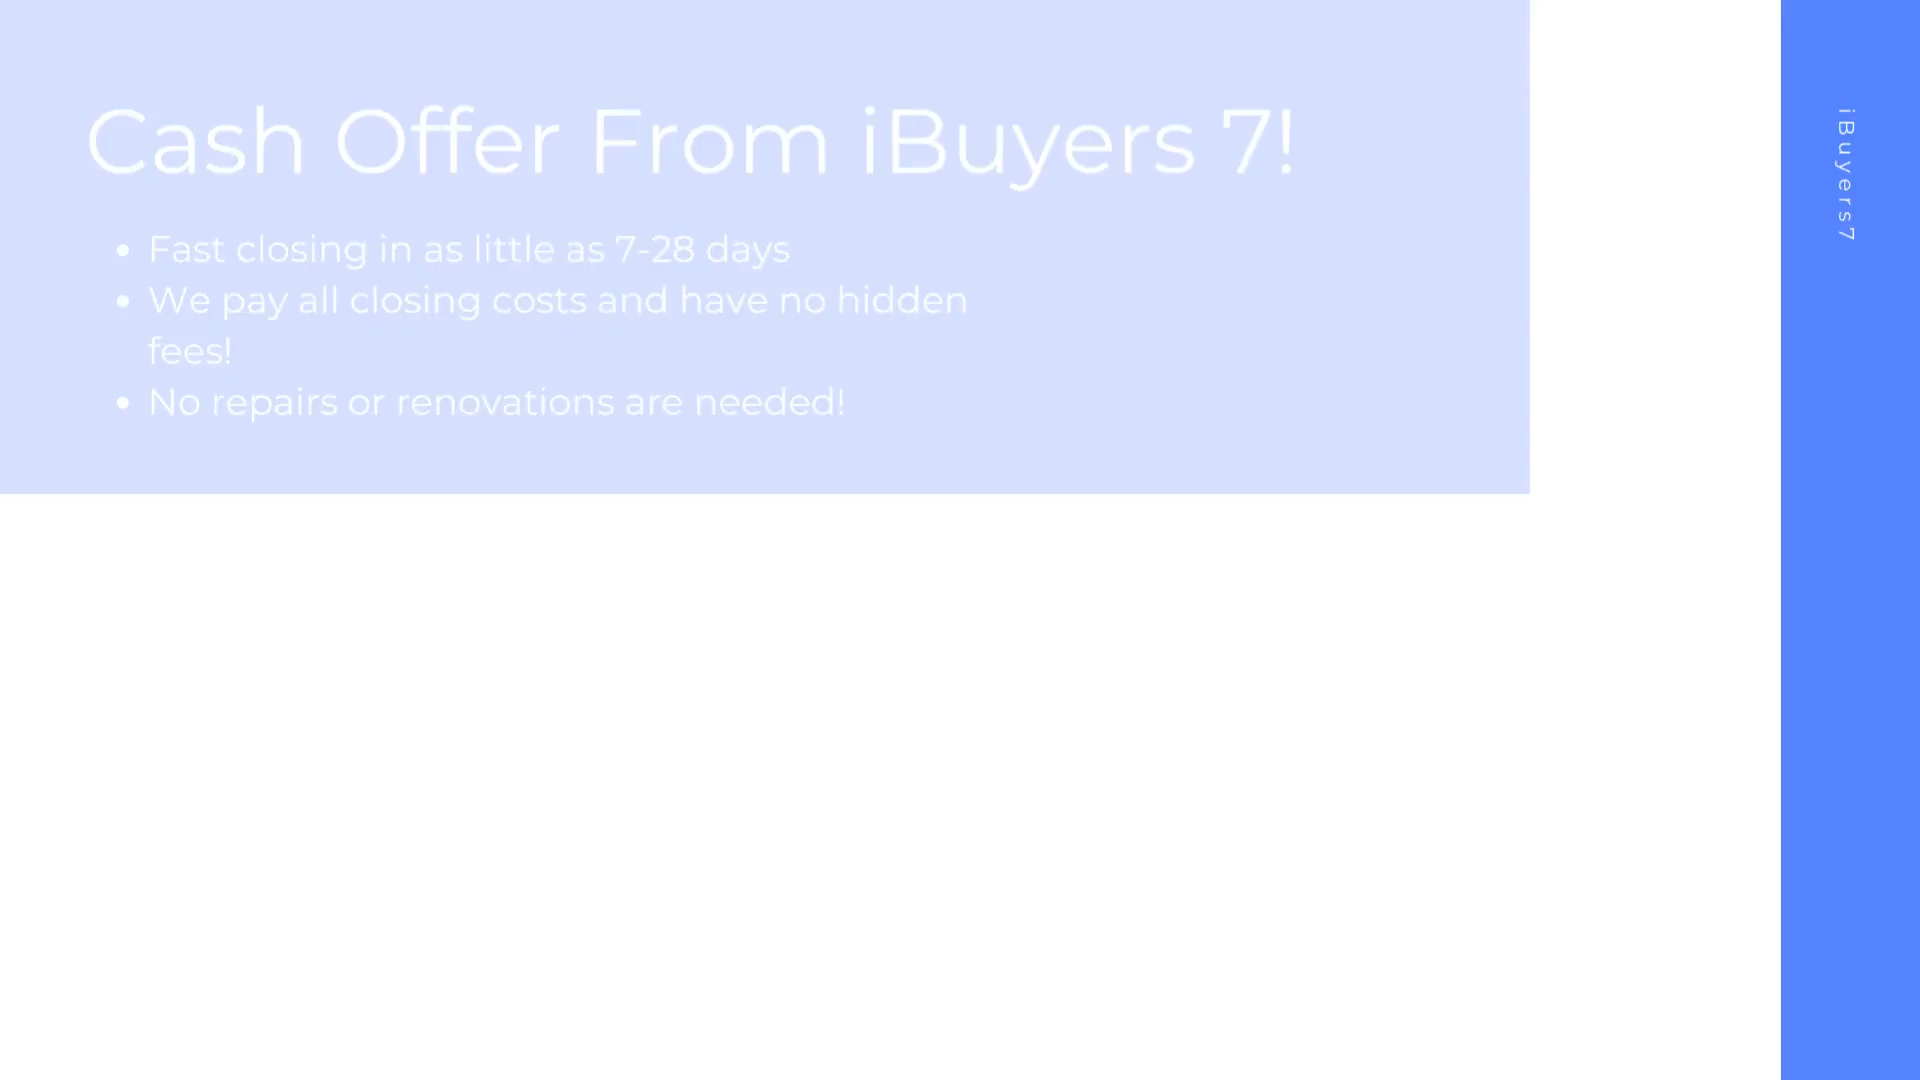 Cash Offer From iBuyers 7!
• Fast closing in as little as 7-28 days
• We pay all closing costs and have no hidden
fees!
• No repairs or renovations are needed!
iBuyers7